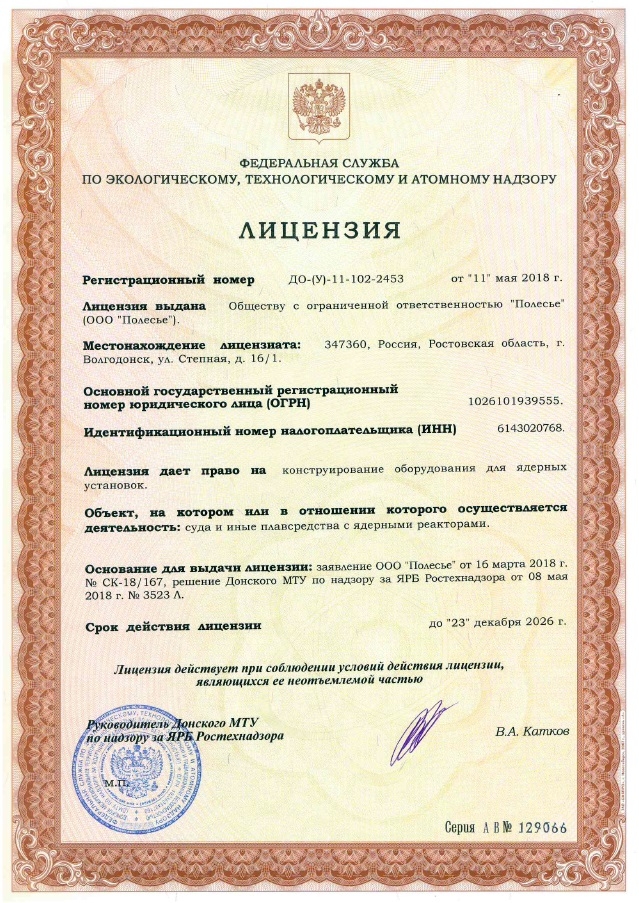 ФЕДЕРАЛЬНАЯ СЛУЖБА
ПО ЭКОЛОГИЧЕСКОМУ, ТЕХНОЛОГИЧЕСКОМУ И АТОМНОМУ НАДЗОРУ
ЛИЦЕНЗИЯ
Регистрационный номер ДО-(У)-11-102-2453 от "11" мая 2018 г.
Лицензия выдана Обществу с ограниченной ответственностью "Полесье"
(ООО "Полесье").
Местонахождение лицензиата: 347360, Россия, Ростовская область, г.
Волгодонск, ул. Степная, д. 16/1.
Основной государственный регистрационный
номер юридического лица (ОГРН) 1026101939555.
Идентификационный номер налогоплательщика (ИНН) 6143020768.
Лицензия дает право на конструирование оборудования для ядерных
установок.
Объект, на котором или в отношении которого осуществляется
деятельность: суда и иные плавсредства с ядерными реакторами.
Основание для выдачи лицензии: заявление ООО "Полесье" от 16 марта 2018 г.
№ СК-18/167, решение Донского МТУ по надзору за ЯРБ Ростехнадзора от 08 мая
2018 г. № 3523 Л.
Срок действия лицензии до "23" декабря 2026 г.
Лицензия действует при соблюдении условий действия лицензии,
являющихся ее неотъемлемой частью
Руководитель Донского МТУ
по надзору за ЯРБ Ростехнадзора
В.А. Катков
М.П.
Серия А В № 129066